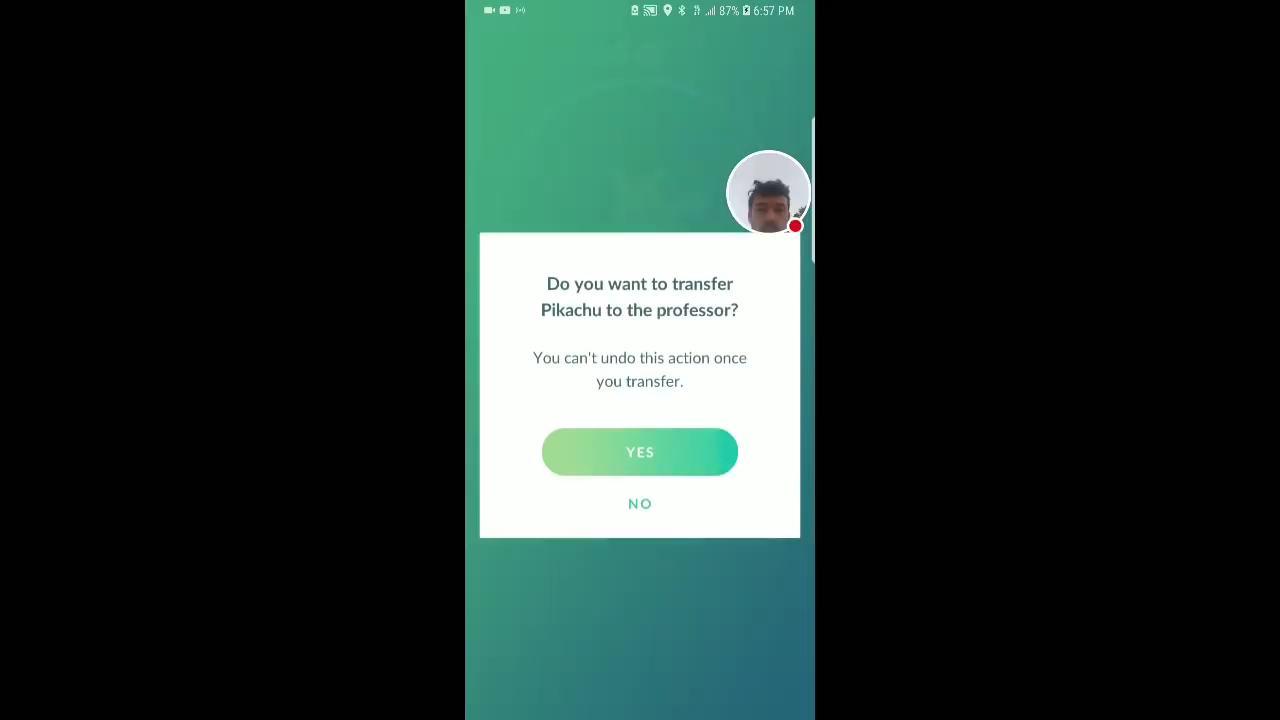 87% 6:57 PM
Do you want to transfer
Pikachu to the professor?
You can't undo this action once
you transfer.
YES
NO